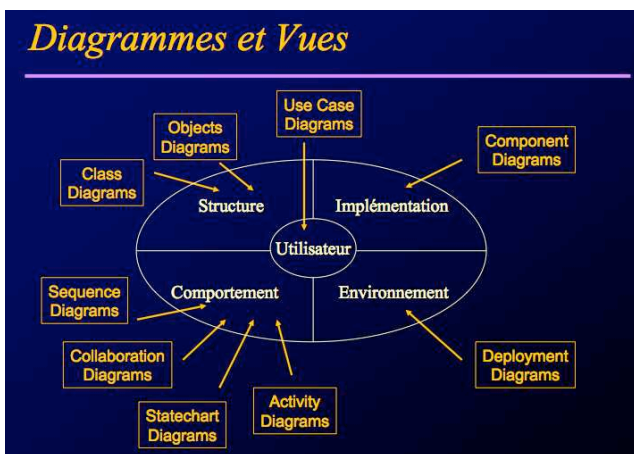 Diagrammes et Vues
Use Case
Diagrams
Objects
Diagrams
Component
Diagrams
Class
Diagrams
Structure
Implémentation
Utilisateur
Comportement
Environnement
Sequence
Diagrams
Collaboration
Diagrams
Deployment
Diagrams
Statechart
Diagrams
Activity
Diagrams